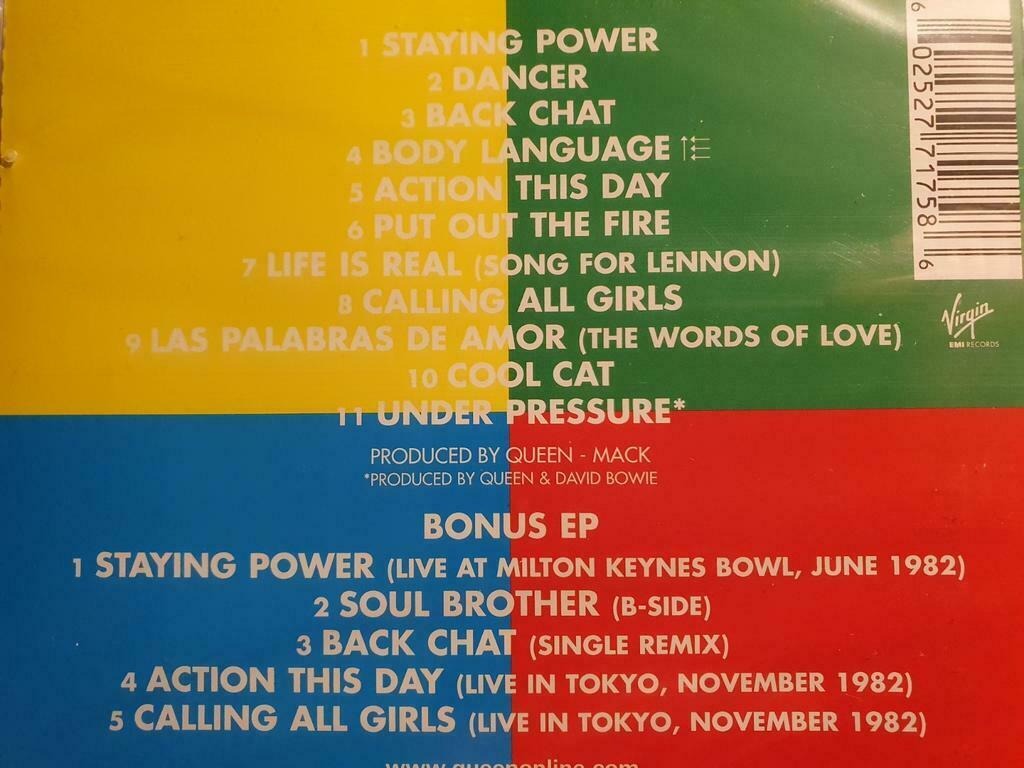 1 STAYING POWER
2 DANCER
3 BACK CHAT
4 BODY LANGUAGE
5 ACTION THIS DAY
6 PUT OUT THE FIRE
7 LIFE IS REAL (SONG FOR LENNON)
8 CALLING ALL GIRLS
9 LAS PALABRAS DE AMOR (THE WORDS OF LOVE)
10 COOL CAT
11 UNDER PRESSURE*
PRODUCED BY QUEEN - MACK
*PRODUCED BY QUEEN & DAVID BOWIE
BONUS EP
1 STAYING POWER (LIVE AT MILTON KEYNES BOWL, JUNE 1982)
2 SOUL BROTHER (B-SIDE)
3 BACK CHAT (SINGLE REMIX)
4 ACTION THIS DAY (LIVE IN TOKYO, NOVEMBER 1982)
5 CALLING ALL GIRLS (LIVE IN TOKYO, NOVEMBER 1982)
www.queenonline.com
6 02527 71758 6
Virgin
EMI RECORDS